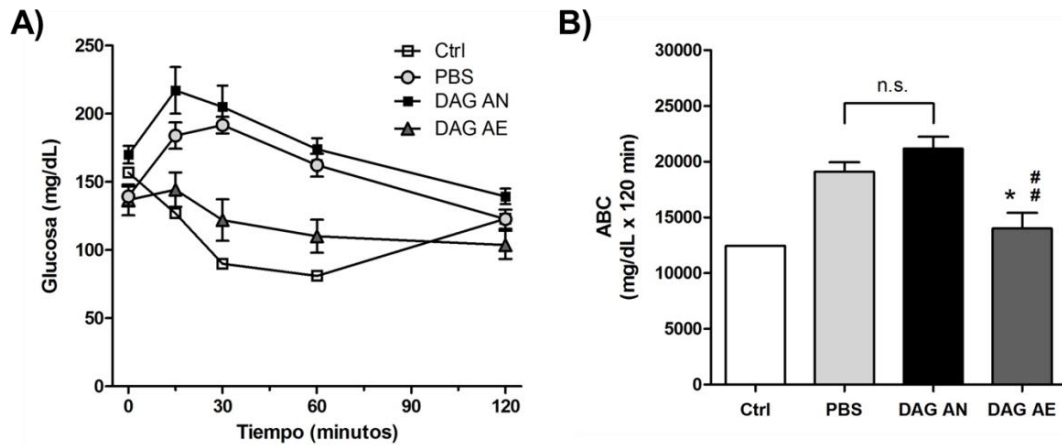 A)
250
200
150
100
50
0
Glucosa (mg/dL)
0
30
60
90
120
Tiempo (minutos)
Ctrl
PBS
DAG AN
DAG AE
B)
30000
25000
20000
15000
10000
5000
0
ABC
(mg/dL x 120 min)
n.s.
#
* #
Ctrl PBS DAG AN DAG AE